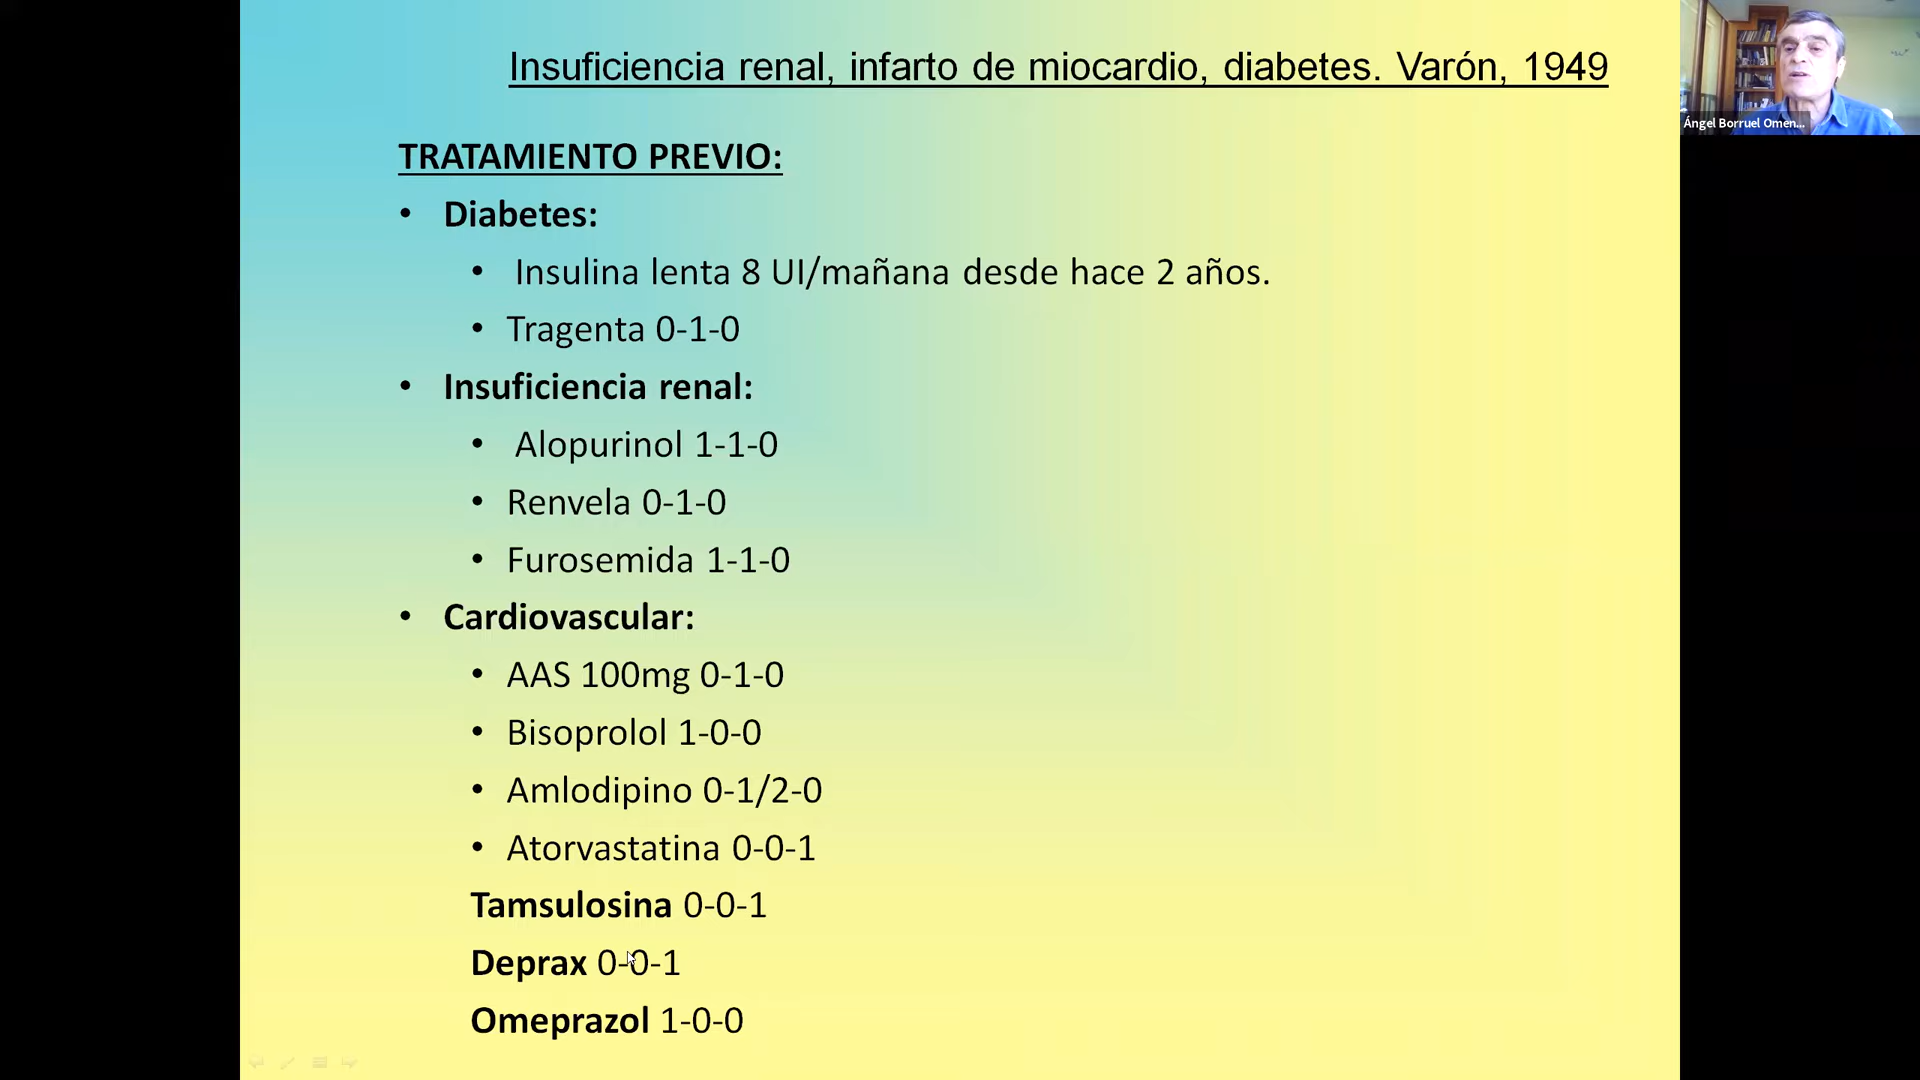 Insuficiencia renal, infarto de miocardio, diabetes. Varón, 1949
Ángel Borruel Omen...
TRATAMIENTO PREVIO:
• Diabetes:
• Insulina lenta 8 UI/mañana desde hace 2 años.
• Tragenta 0-1-0
• Insuficiencia renal:
• Alopurinol 1-1-0
• Renvela 0-1-0
• Furosemida 1-1-0
• Cardiovascular:
• AAS 100mg 0-1-0
• Bisoprolol 1-0-0
• Amlodipino 0-1/2-0
• Atorvastatina 0-0-1
Tamsulosina 0-0-1
Deprax 0-0-1
Omeprazol 1-0-0